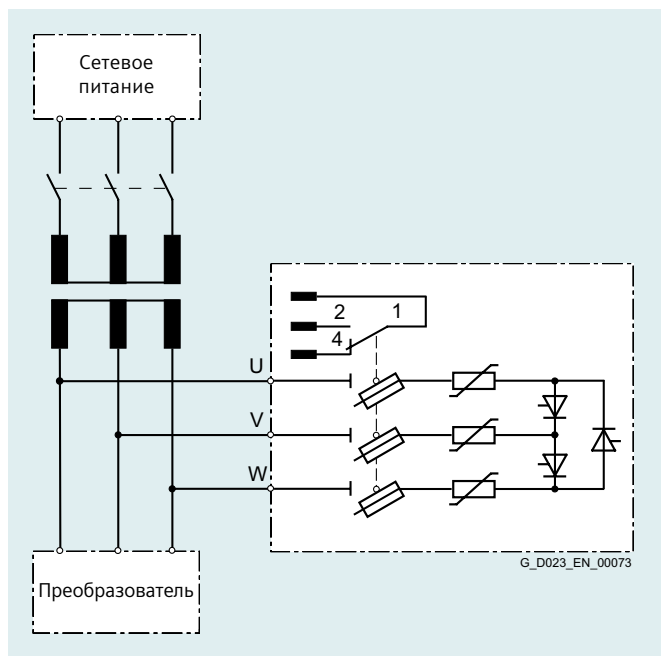 Сетевое
питание
2
1
4
U
V
W
G_D023_EN_00073
Преобразователь